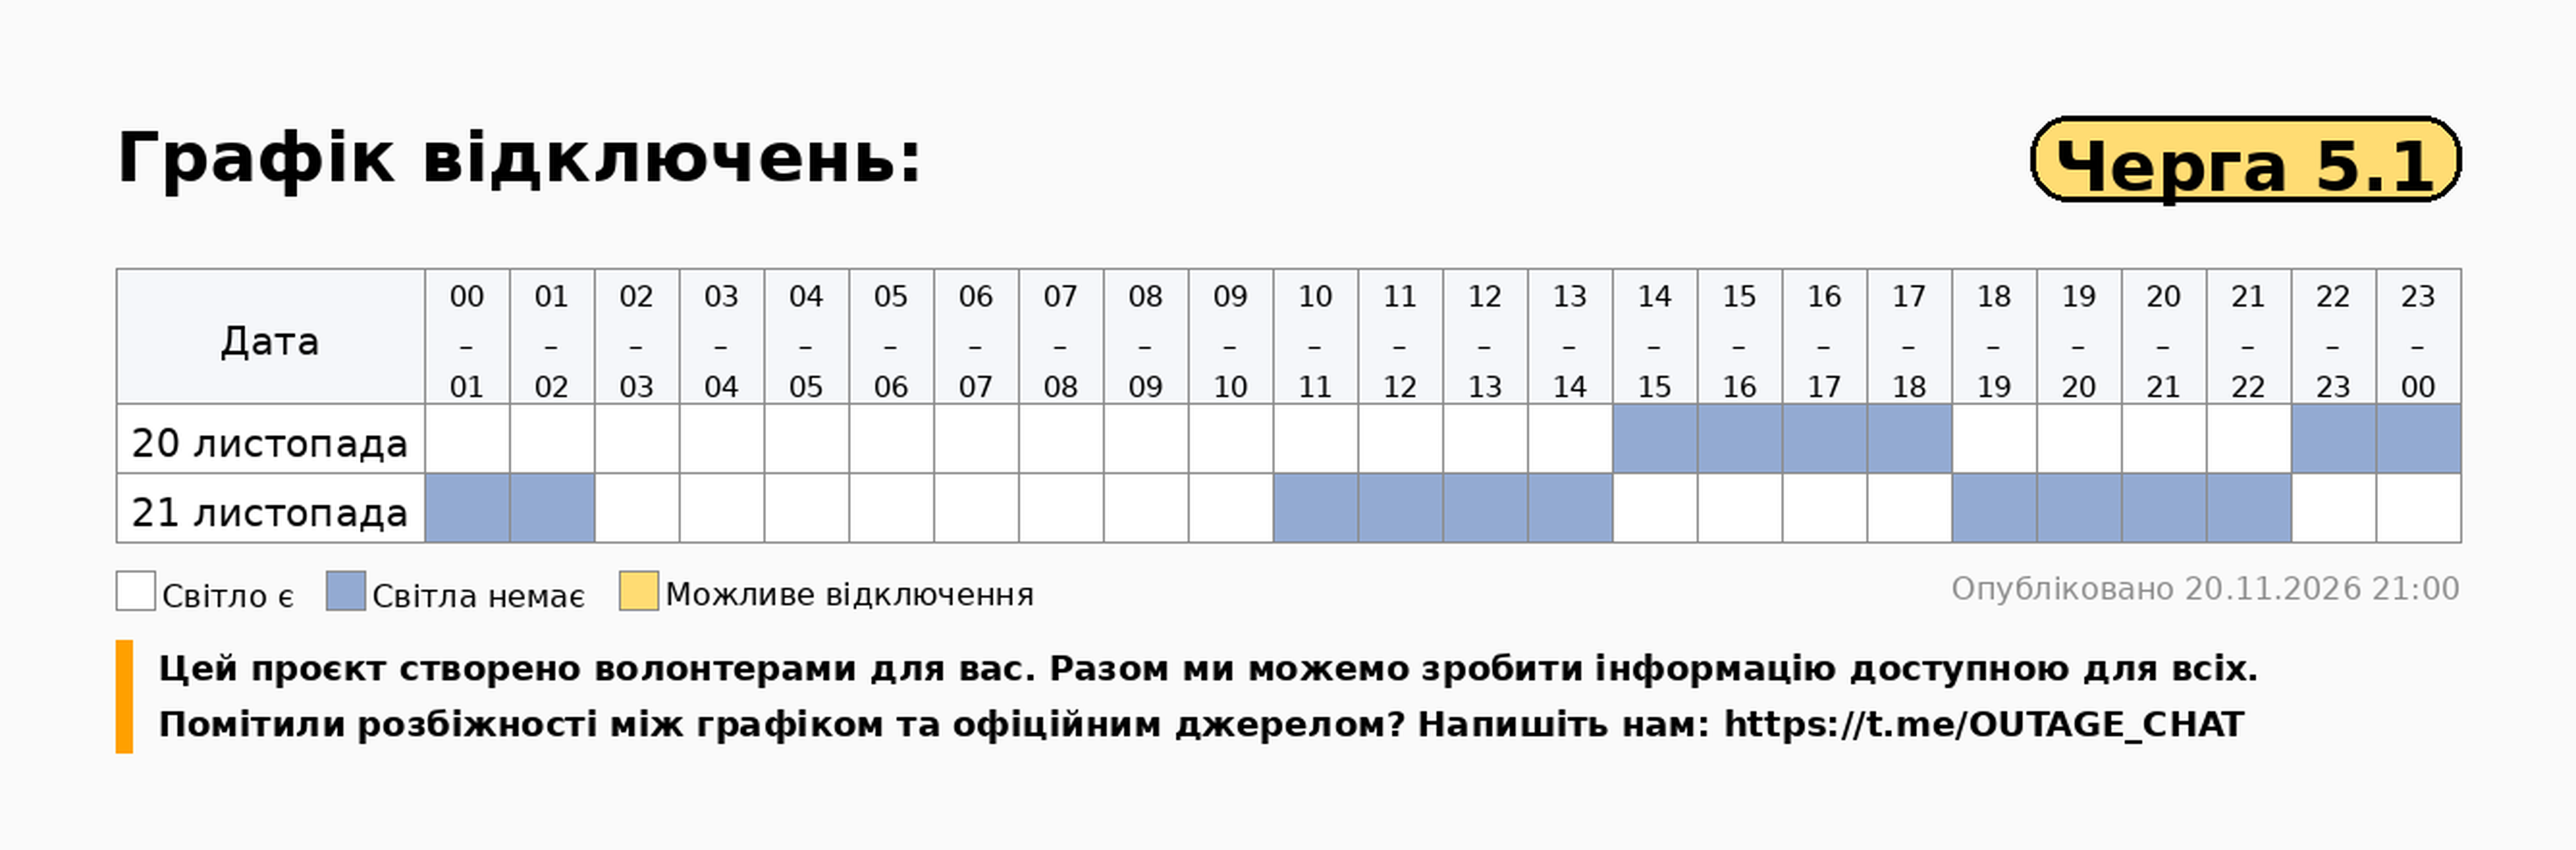 Графік відключень:
Черга 5.1
Дата 00 – 01 01 – 02 02 – 03 03 – 04 04 – 05 05 – 06 06 – 07 07 – 08 08 – 09 09 – 10 10 – 11 11 – 12 12 – 13 13 – 14 14 – 15 15 – 16 16 – 17 17 – 18 18 – 19 19 – 20 20 – 21 21 – 22 22 – 23 23 – 00
20 листопада
21 листопада
Світло є Світла немає Можливе відключення
Опубліковано 20.11.2026 21:00
Цей проєкт створено волонтерами для вас. Разом ми можемо зробити інформацію доступною для всіх.
Помітили розбіжності між графіком та офіційним джерелом? Напишіть нам: https://t.me/OUTAGE_CHAT